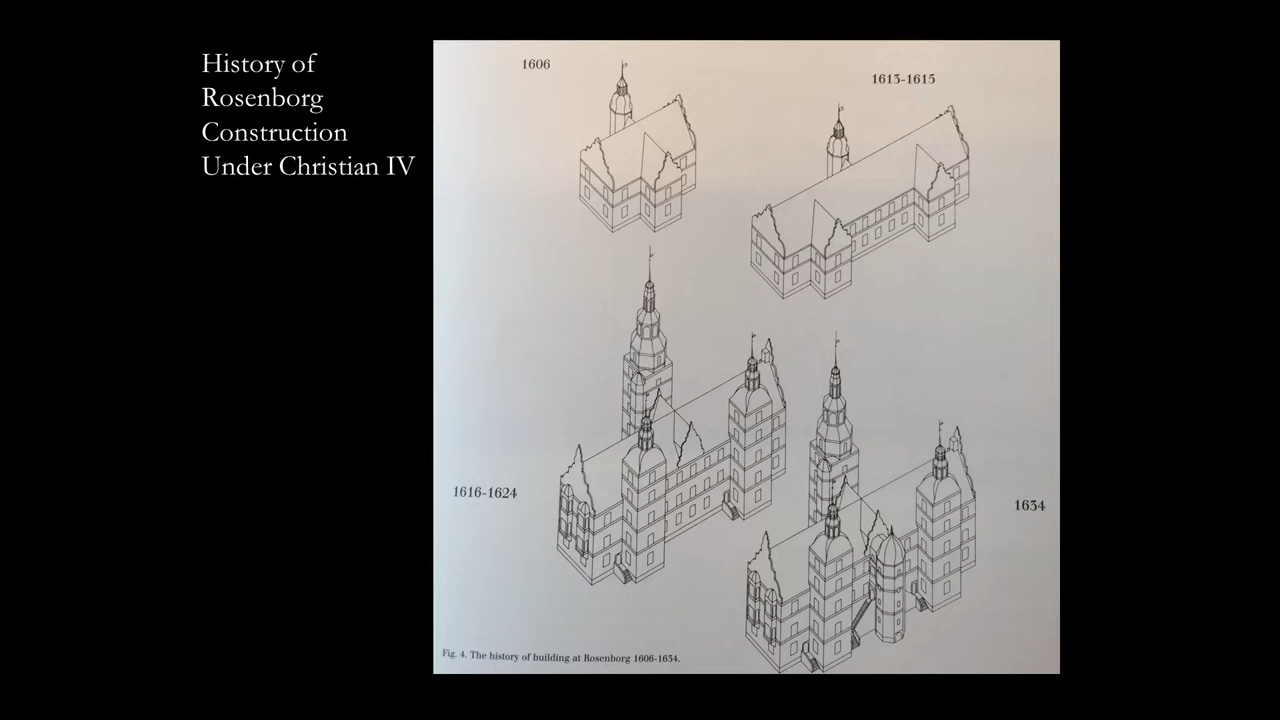 History of
Rosenborg
Construction
Under Christian IV
1606
1613-1615
1616-1624
1634
Fig. 4. The history of building at Rosenborg 1606-1634.